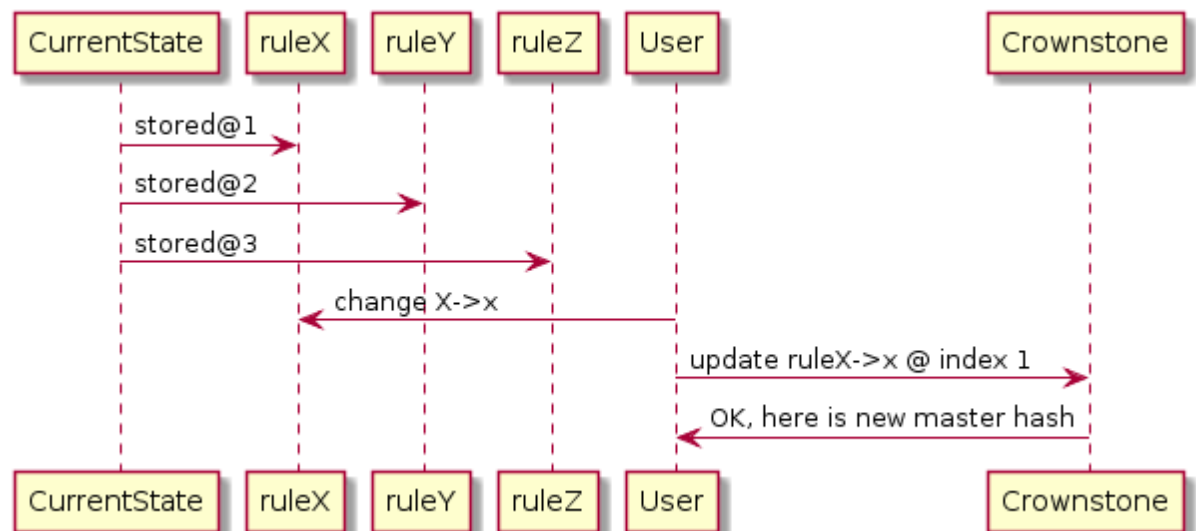 CurrentState
ruleX
ruleY
ruleZ
User
Crownstone
stored@1
stored@2
stored@3
change X->x
update ruleX->x @ index 1
OK, here is new master hash
CurrentState
ruleX
ruleY
ruleZ
User
Crownstone